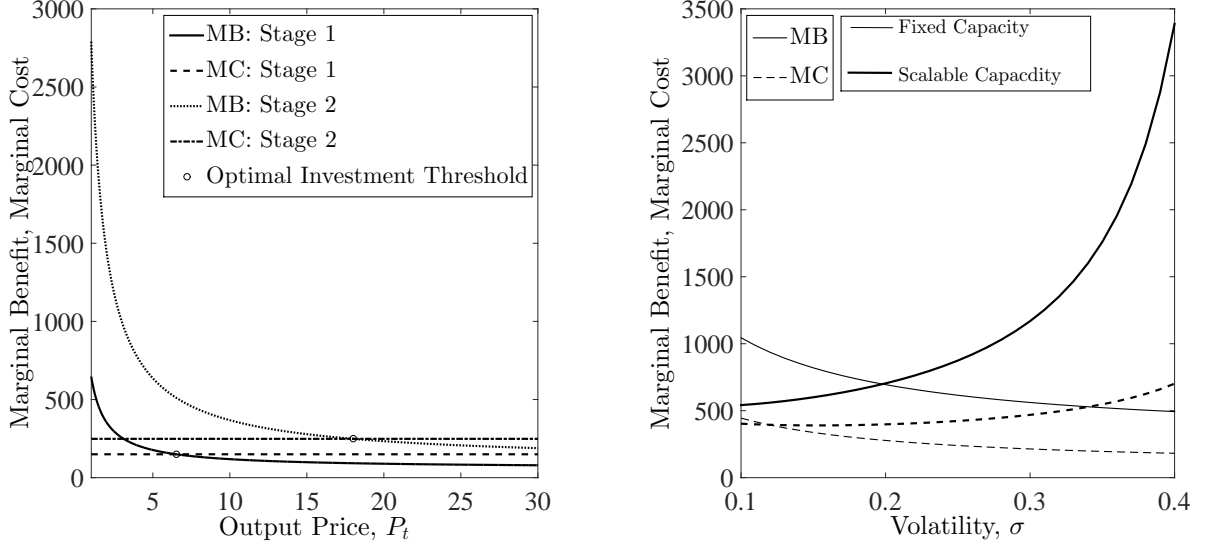 Marginal Benefit, Marginal Cost
3000
2500
2000
1500
1000
500
0
5
10
15
20
25
30
Output Price, P_t
MB: Stage 1
MC: Stage 1
MB: Stage 2
MC: Stage 2
Optimal Investment Threshold
Marginal Benefit, Marginal Cost
3500
3000
3500
2500
2000
1500
1000
500
0
0.1
0.2
0.3
0.4
Volatility, σ
MB
MC
Fixed Capacity
Scalable Capacdity